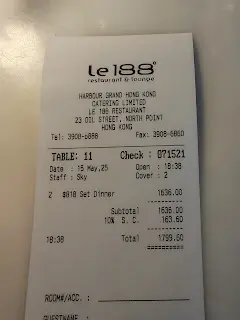 Le188°
restaurant & lounge
HARBOUR GRAND HONG KONG
CATERING LIMITED
LE 188 RESTAURANT
23 OIL STREET, NORTH POINT
HONG KONG
Tel: 3908-6888 Fax: 3908-8860
TABLE: 11 Check : 071521
Date : 15 May,25 Open : 18:38
Staff : Sky Cover : 2
2 $818 Set Dinner 1636.00
Subtotal 1636.00
10% S. C. 163.60
18:38 Total 1799.60
==========
ROOM#/ACC. :
GUESTNAME :